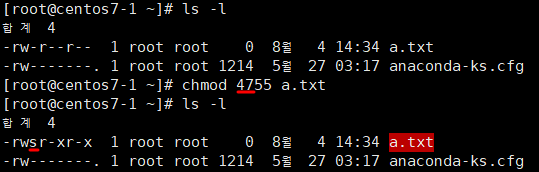 [root@centos7-1 ~]# ls -l
합계 4
-rw-r--r-- 1 root root 0 8월 4 14:34 a.txt
-rw-------. 1 root root 1214 5월 27 03:17 anaconda-ks.cfg
[root@centos7-1 ~]# chmod 4755 a.txt
[root@centos7-1 ~]# ls -l
합계 4
-rwsr-xr-x 1 root root 0 8월 4 14:34 a.txt
-rw-------. 1 root root 1214 5월 27 03:17 anaconda-ks.cfg